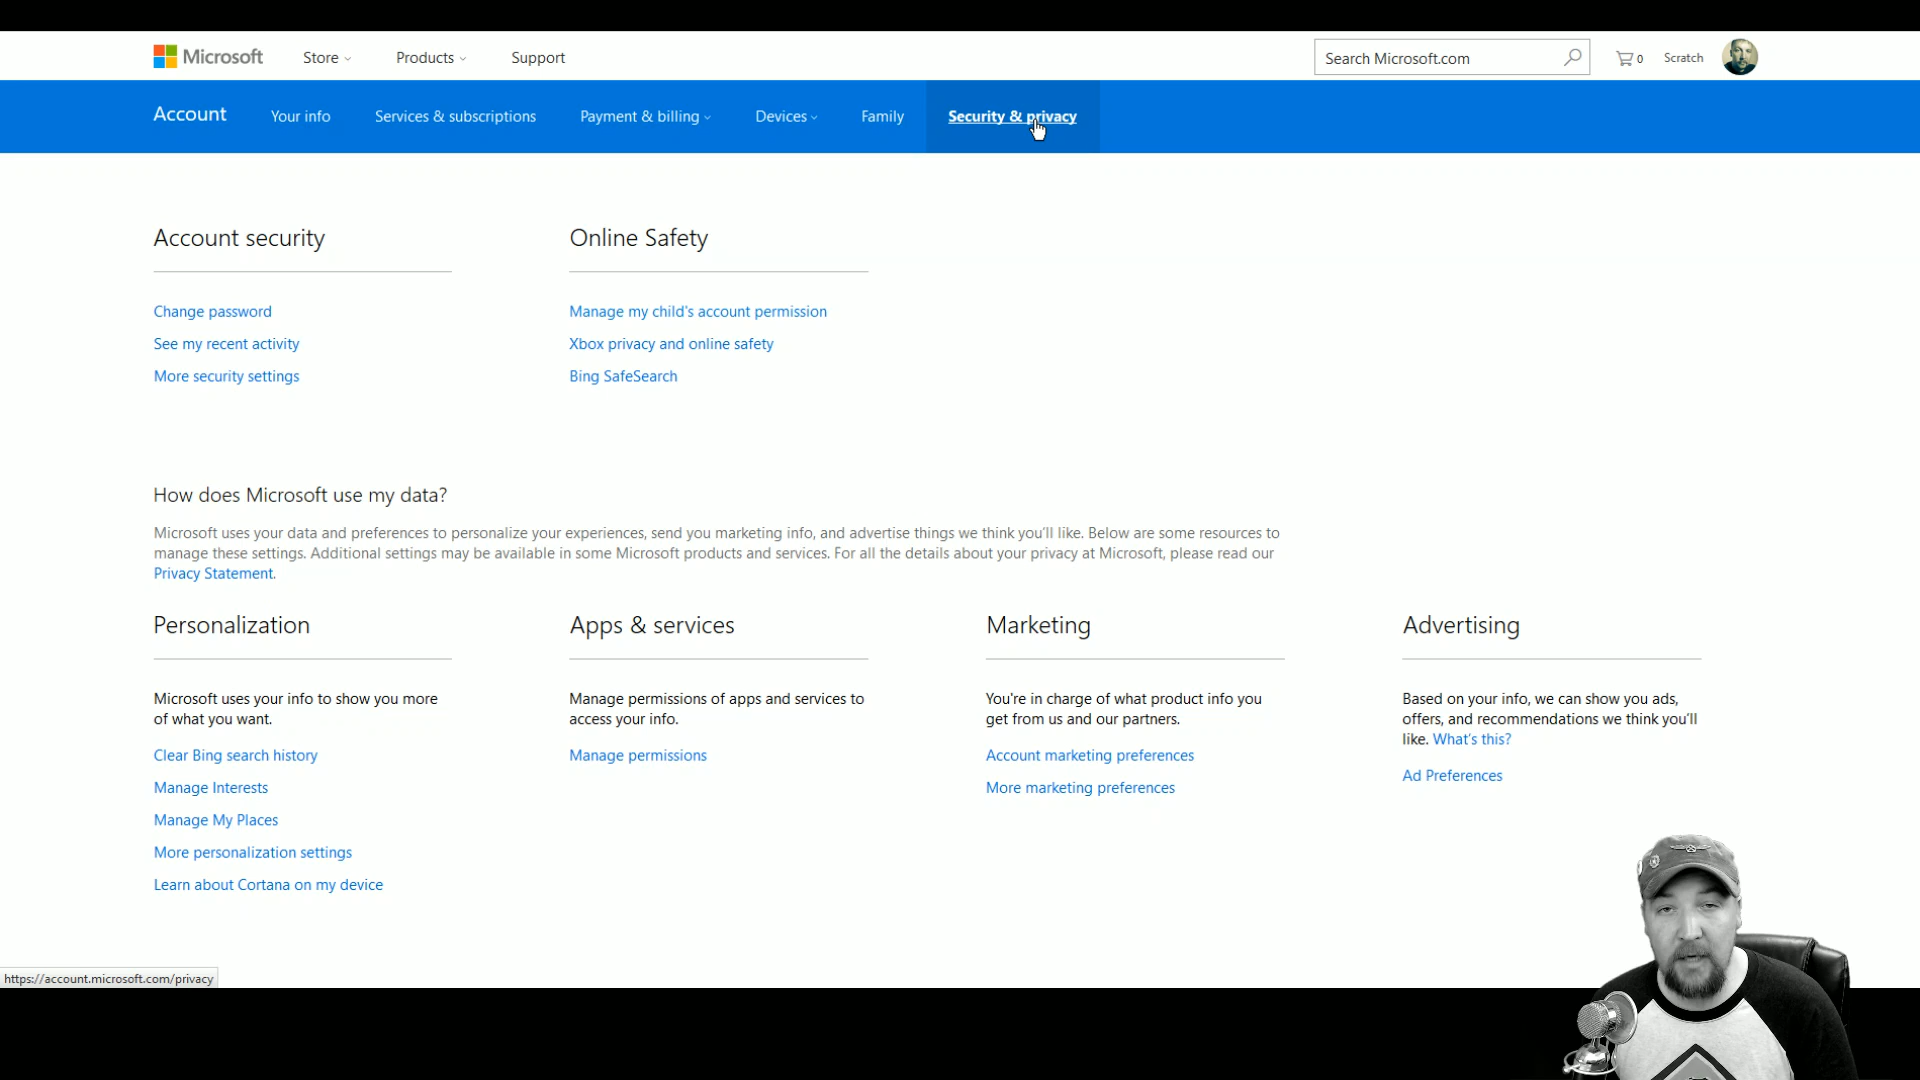 Microsoft
Store
Products
Support
Search Microsoft.com
0
Scratch
Account
Your info
Services & subscriptions
Payment & billing
Devices
Family
Security & privacy
Account security
Online Safety
Change password
Manage my child's account permission
See my recent activity
Xbox privacy and online safety
More security settings
Bing SafeSearch
How does Microsoft use my data?
Microsoft uses your data and preferences to personalize your experiences, send you marketing info, and advertise things we think you'll like. Below are some resources to
manage these settings. Additional settings may be available in some Microsoft products and services. For all the details about your privacy at Microsoft, please read our
Privacy Statement.
Personalization
Microsoft uses your info to show you more
of what you want.
Clear Bing search history
Manage Interests
Manage My Places
More personalization settings
Learn about Cortana on my device
Apps & services
Manage permissions of apps and services to
access your info.
Manage permissions
Marketing
You're in charge of what product info you
get from us and our partners.
Account marketing preferences
More marketing preferences
Advertising
Based on your info, we can show you ads,
offers, and recommendations we think you'll
like. What's this?
Ad Preferences
https://account.microsoft.com/privacy